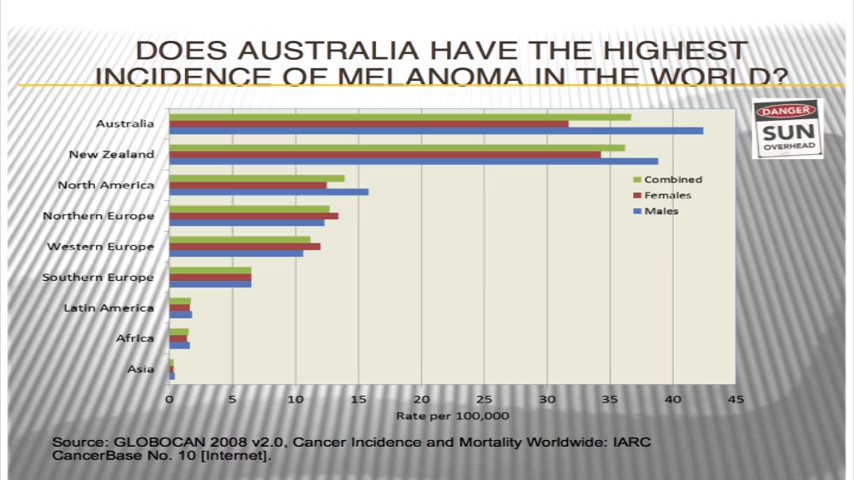 DOES AUSTRALIA HAVE THE HIGHEST
INCIDENCE OF MELANOMA IN THE WORLD?
DANGER
SUN
OVERHEAD
Australia
New Zealand
North America
Northern Europe
Western Europe
Southern Europe
Latin America
Africa
Asia
Combined
Females
Males
0 5 10 15 20 25 30 35 40 45
Rate per 100,000
Source: GLOBOCAN 2008 v2.0, Cancer Incidence and Mortality Worldwide: IARC
CancerBase No. 10 [Internet].